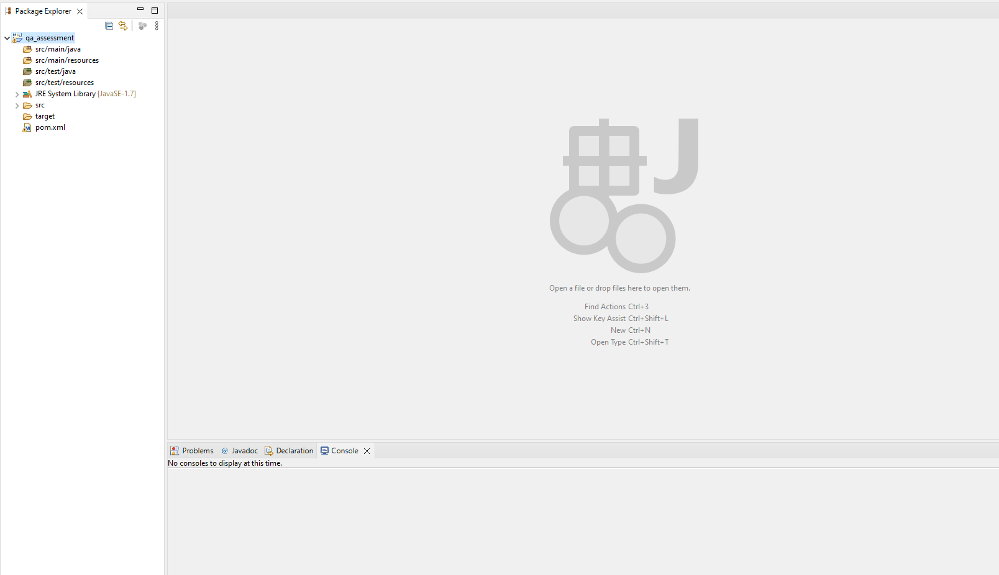 Package Explorer
qa_assessment
src/main/java
src/main/resources
src/test/java
src/test/resources
JRE System Library [JavaSE-1.7]
src
target
pom.xml
Open a file or drop files here to open them.
Find Actions Ctrl+3
Show Key Assist Ctrl+Shift+L
New Ctrl+N
Open Type Ctrl+Shift+T
Problems @ Javadoc Declaration Console
No consoles to display at this time.